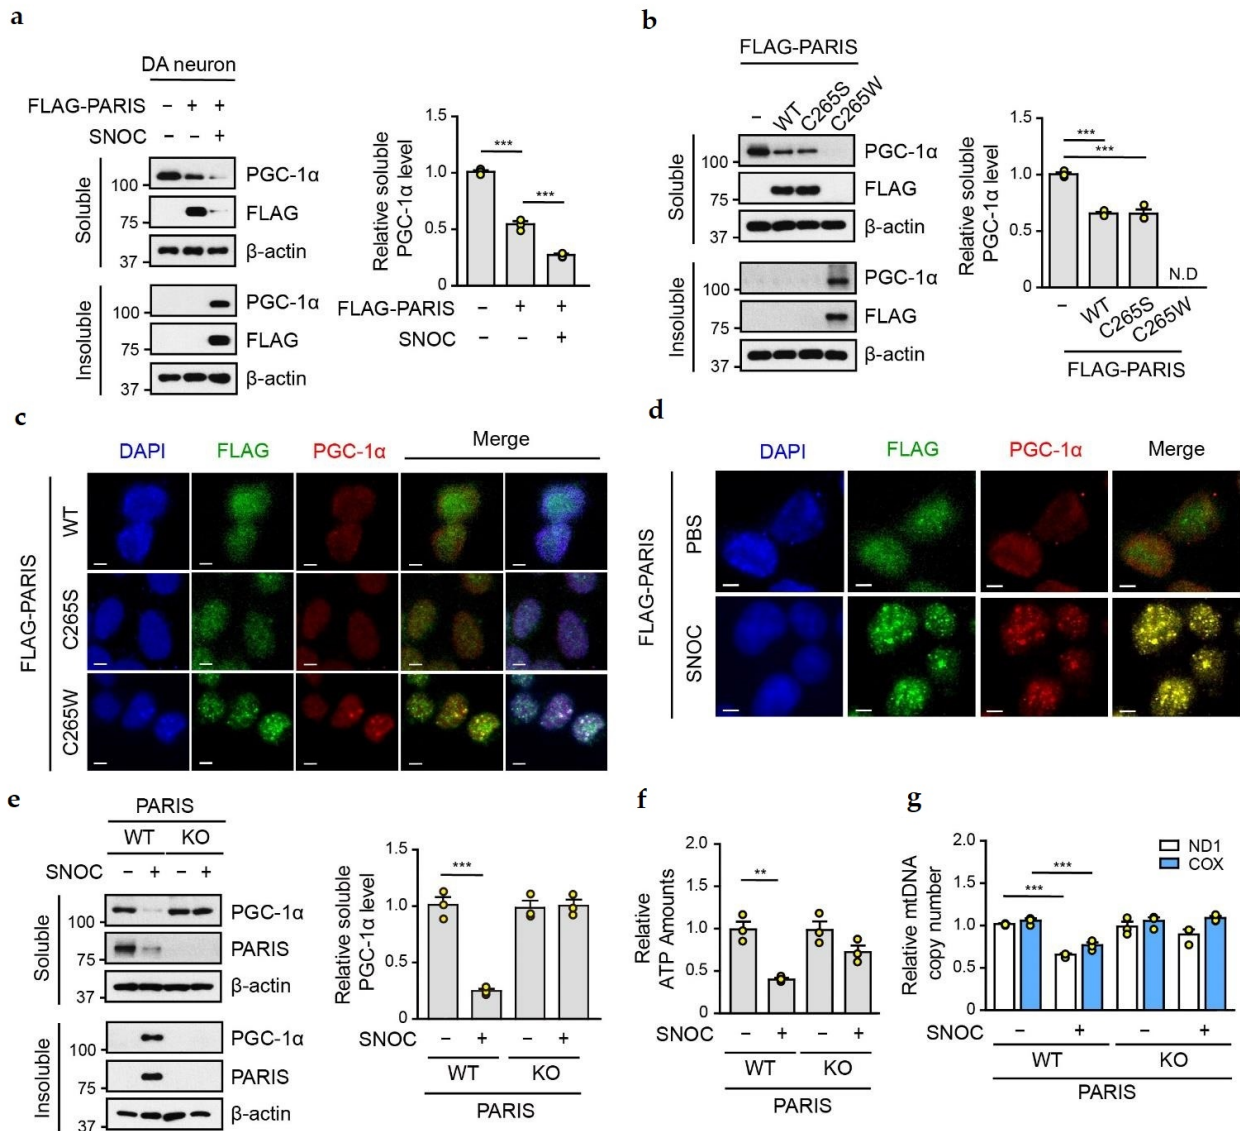 a
DA neuron
FLAG-PARIS − + +
SNOC − − +
Soluble
100
PGC-1α
75
FLAG
37
β-actin
Insoluble
100
PGC-1α
75
FLAG
37
β-actin
Relative soluble
PGC-1α level
1.5
1.0
0.5
0
***
***
FLAG-PARIS − + +
SNOC − − +
b
FLAG-PARIS
− WT C265S C265W
Soluble
100
PGC-1α
75
FLAG
37
β-actin
Insoluble
100
PGC-1α
75
FLAG
37
β-actin
Relative soluble
PGC-1α level
1.5
1.0
0.5
0
***
***
N.D
− WT C265S C265W
FLAG-PARIS
c
DAPI FLAG PGC-1α Merge
FLAG-PARIS
WT
C265S
C265W
d
DAPI FLAG PGC-1α Merge
FLAG-PARIS
PBS
SNOC
e
PARIS
WT KO
SNOC − + − +
Soluble
100
PGC-1α
75
PARIS
37
β-actin
Insoluble
100
PGC-1α
75
PARIS
37
β-actin
Relative soluble
PGC-1α level
1.5
1.0
0.5
0
***
SNOC − + − +
WT KO
PARIS
f
Relative
ATP Amounts
2.0
1.5
1.0
0.5
0
**
SNOC − + − +
WT KO
PARIS
g
Relative mtDNA
copy number
2.0
1.5
1.0
0.5
0
ND1
COX
***
***
SNOC − + − +
WT KO
PARIS